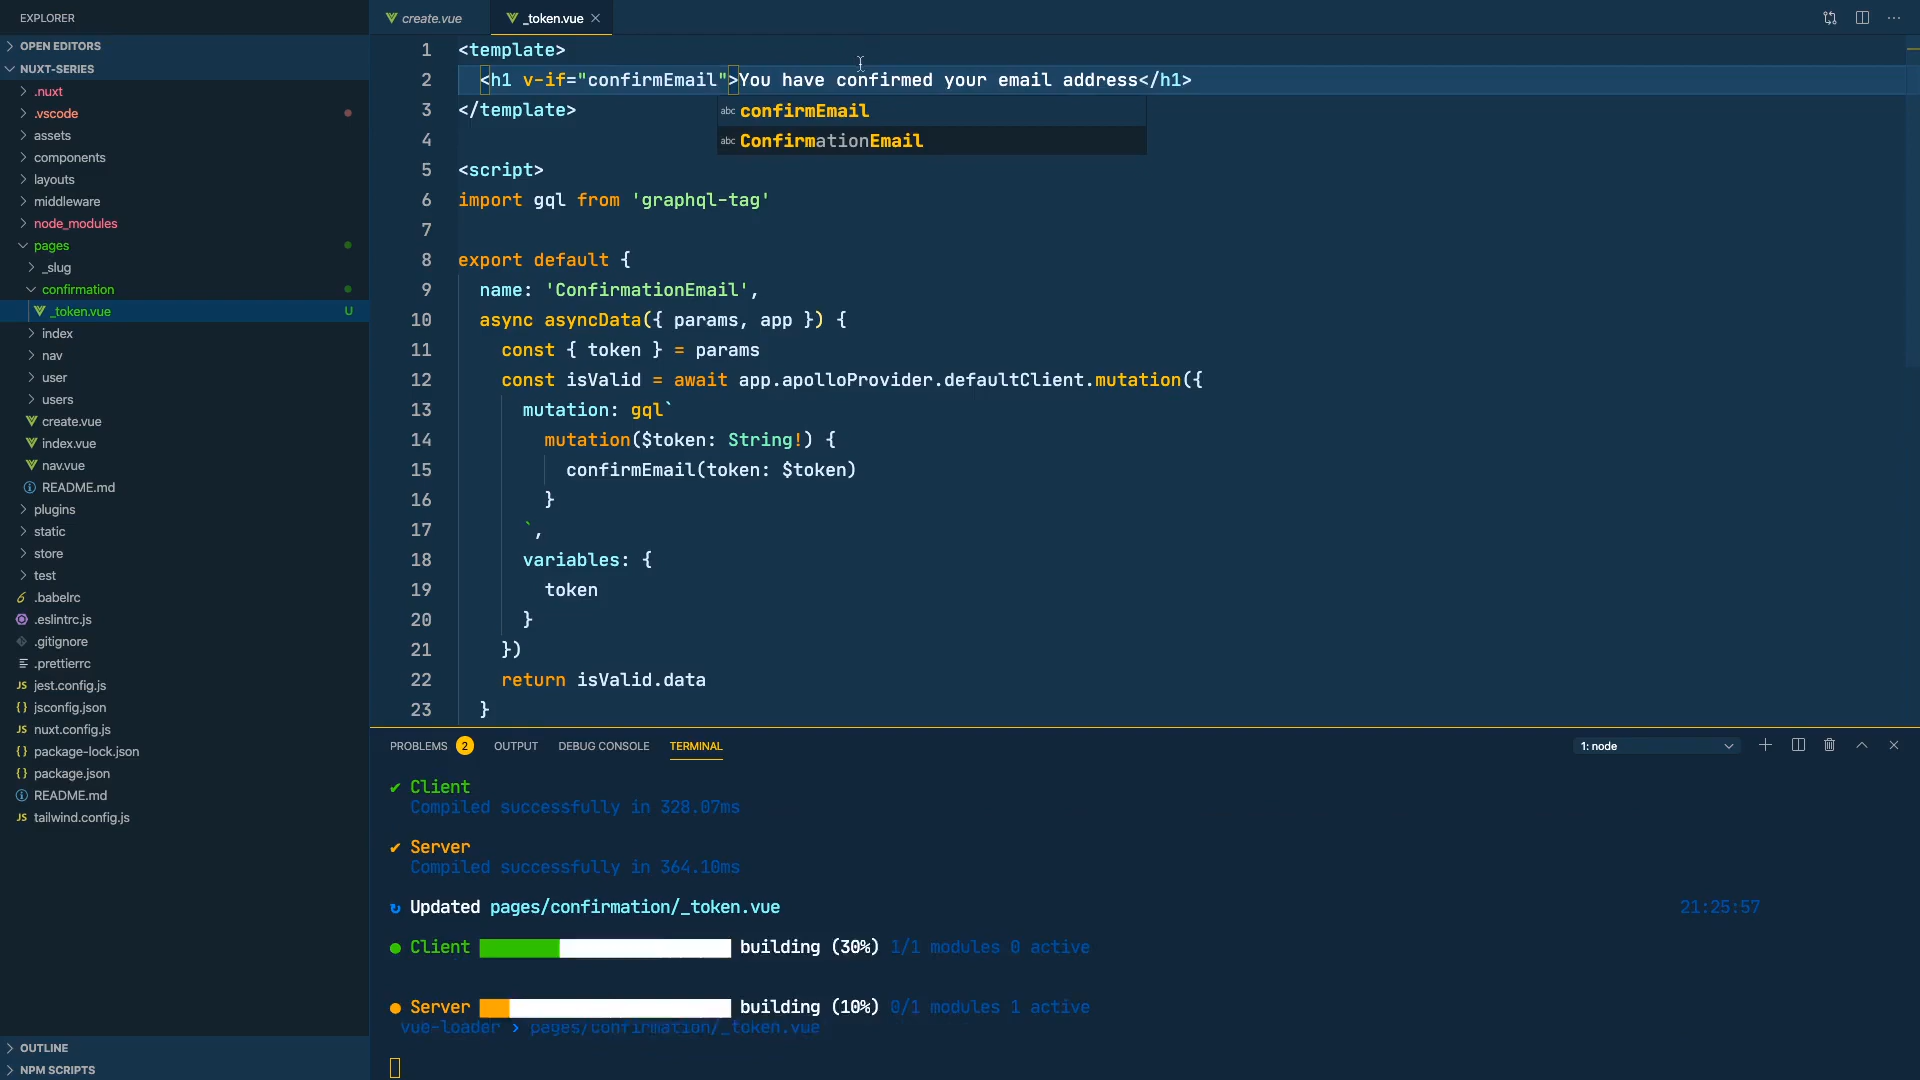 EXPLORER
OPEN EDITORS
NUXT-SERIES
.nuxt
.vscode
assets
components
layouts
middleware
node_modules
pages
_slug
confirmation
_token.vue U
index
nav
user
users
create.vue
index.vue
nav.vue
README.md
plugins
static
store
test
.babelrc
.eslintrc.js
.gitignore
.prettierrc
JS jest.config.js
{} jsconfig.json
JS nuxt.config.js
{} package-lock.json
{} package.json
README.md
JS tailwind.config.js
OUTLINE
NPM SCRIPTS
create.vue
_token.vue
1 <template>
2 <h1 v-if="confirmEmail">You have confirmed your email address</h1>
3 </template>
abc confirmEmail
abc ConfirmationEmail
4
5 <script>
6 import gql from 'graphql-tag'
7
8 export default {
9 name: 'ConfirmationEmail',
10 async asyncData({ params, app }) {
11 const { token } = params
12 const isValid = await app.apolloProvider.defaultClient.mutation({
13 mutation: gql`
14 mutation($token: String!) {
15 confirmEmail(token: $token)
16 }
17 `,
18 variables: {
19 token
20 }
21 })
22 return isValid.data
23 }
PROBLEMS 2 OUTPUT DEBUG CONSOLE TERMINAL 1: node
✔ Client
Compiled successfully in 328.07ms
✔ Server
Compiled successfully in 364.10ms
↻ Updated pages/confirmation/_token.vue 21:25:57
● Client building (30%) 1/1 modules 0 active
● Server building (10%) 0/1 modules 1 active
vue-loader › pages/confirmation/_token.vue